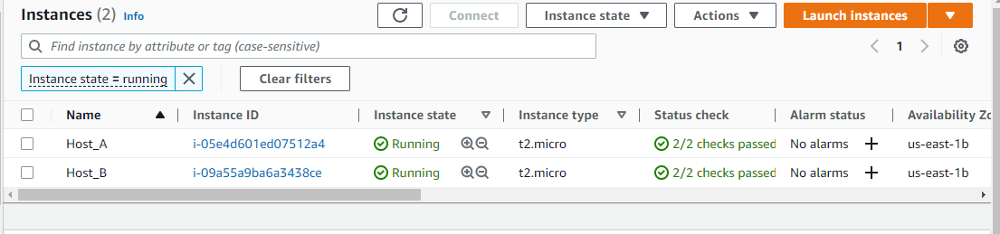 Instances (2) Info Connect Instance state Actions Launch instances
Find instance by attribute or tag (case-sensitive) 1
Instance state = running Clear filters
Name Instance ID Instance state Instance type Status check Alarm status Availability Zo
Host_A i-05e4d601ed07512a4 Running t2.micro 2/2 checks passed No alarms + us-east-1b
Host_B i-09a55a9ba6a3438ce Running t2.micro 2/2 checks passed No alarms + us-east-1b